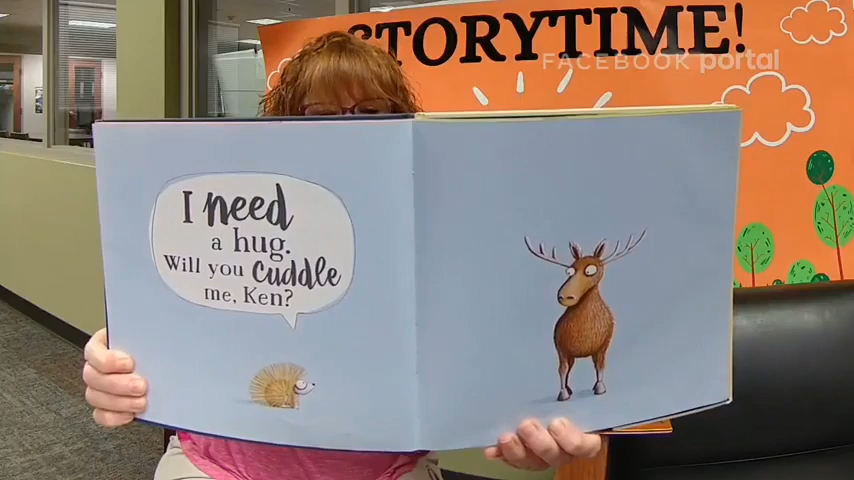 STORYTIME!
FACEBOOK portal
I need
a hug.
Will you cuddle
me, Ken?